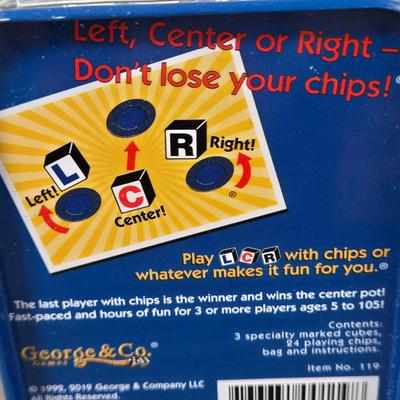 Left, Center or Right –
Don't lose your chips!®
L
R
Right!
®
Left!
C
Center!
Play LCR with chips or
whatever makes it fun for you.®
The last player with chips is the winner and wins the center pot!
Fast-paced and hours of fun for 3 or more players ages 5 to 105!
Contents:
3 specialty marked cubes,
24 playing chips,
bag and instructions.
Item No. 119
George & Co.®
Games
© 1992, 2019 George & Company LLC
All Rights Reserved.